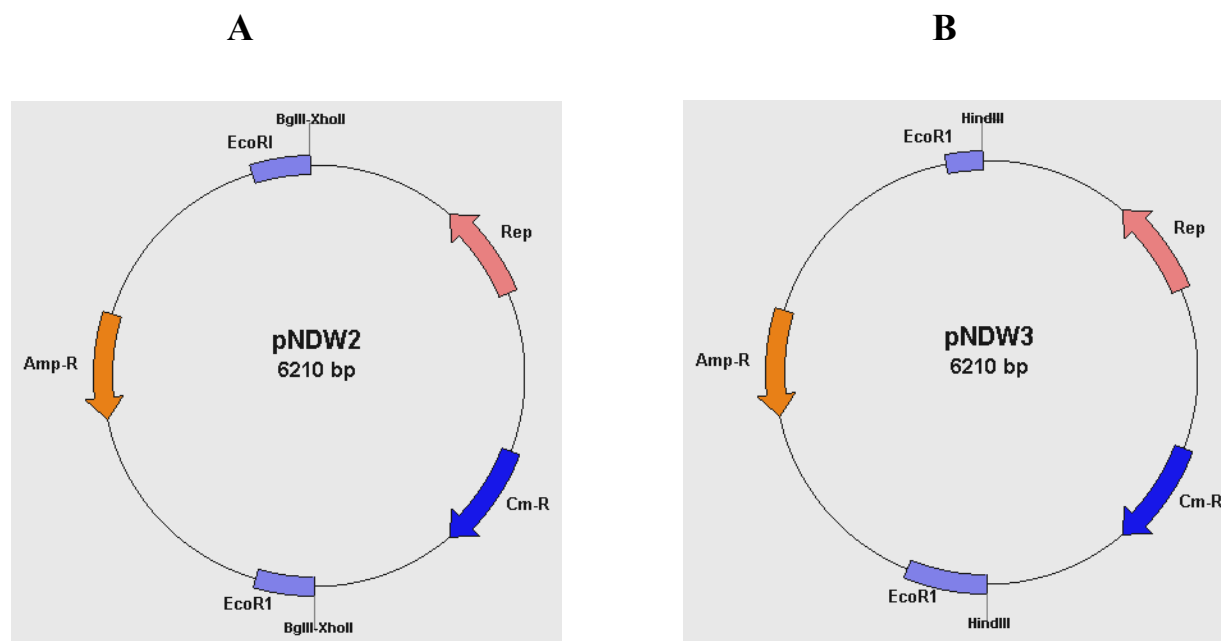 A
B
BglII-XhoII
EcoRI
Rep
pNDW2
6210 bp
Amp-R
Cm-R
EcoR1
BglII-XhoII
HindIII
EcoR1
Rep
pNDW3
6210 bp
Amp-R
Cm-R
EcoR1
HindIII